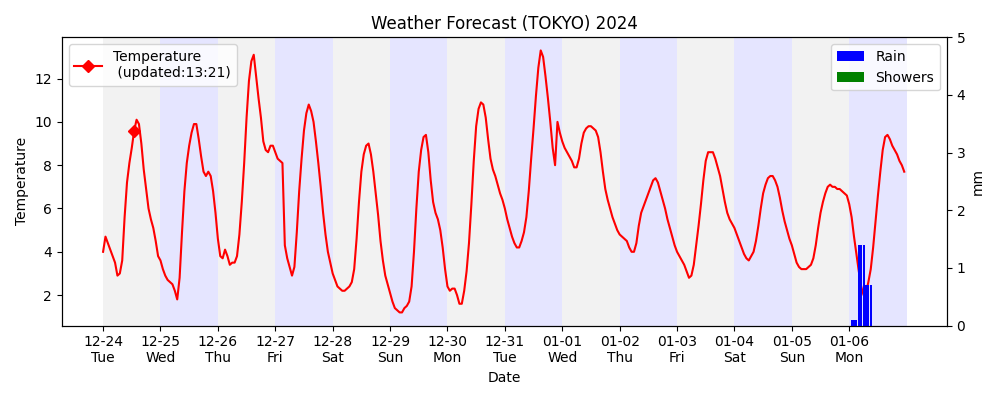 Weather Forecast (TOKYO) 2024
Temperature
(updated:13:21)
Rain
Showers
Temperature
12
10
8
6
4
2
5
4
3
2
1
0
mm
12-24 12-25 12-26 12-27 12-28 12-29 12-30 12-31 01-01 01-02 01-03 01-04 01-05 01-06
Tue Wed Thu Fri Sat Sun Mon Tue Wed Thu Fri Sat Sun Mon
Date